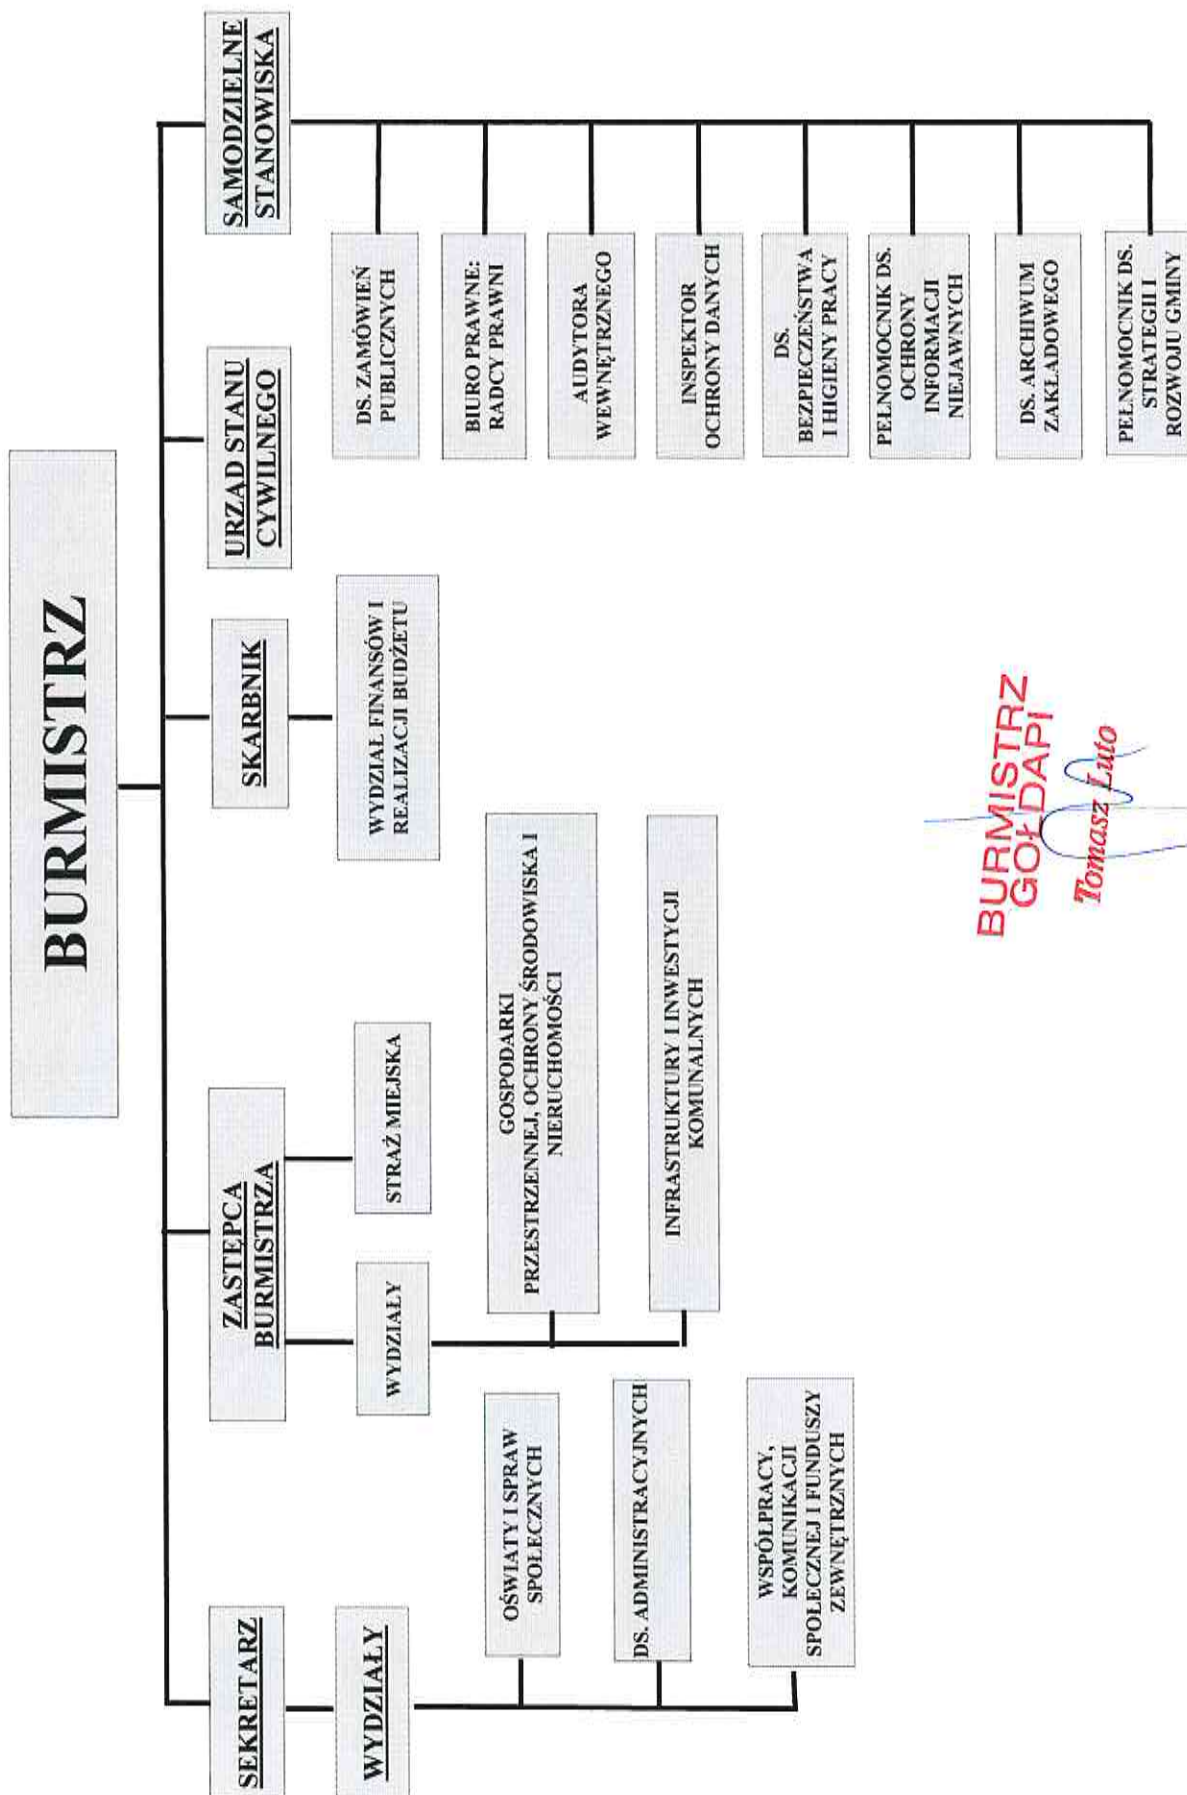 BURMISTRZ
SEKRETARZ
WYDZIAŁY
OŚWIATY I SPRAW
SPOŁECZNYCH
DS. ADMINISTRACYJNYCH
WSPÓŁPRACY,
KOMUNIKACJI
SPOŁECZNEJ I FUNDUSZY
ZEWNĘTRZNYCH
ZASTĘPCA
BURMISTRZA
WYDZIAŁY
STRAŻ MIEJSKA
GOSPODARKI
PRZESTRZENNEJ, OCHRONY ŚRODOWISKA I
NIERUCHOMOŚCI
INFRASTRUKTURY I INWESTYCJI
KOMUNALNYCH
SKARBNIK
WYDZIAŁ FINANSÓW I
REALIZACJI BUDŻETU
URZAD STANU
CYWILNEGO
SAMODZIELNE
STANOWISKA
DS. ZAMÓWIEŃ
PUBLICZNYCH
BIURO PRAWNE:
RADCY PRAWNI
AUDYTORA
WEWNĘTRZNEGO
INSPEKTOR
OCHRONY DANYCH
DS.
BEZPIECZEŃSTWA
I HIGIENY PRACY
PEŁNOMOCNIK DS.
OCHRONY
INFORMACJI
NIEJAWNYCH
DS. ARCHIWUM
ZAKŁADOWEGO
PEŁNOMOCNIK DS.
STRATEGII I
ROZWOJU GMINY
BURMISTRZ
GOŁDAPI
Tomasz Luto